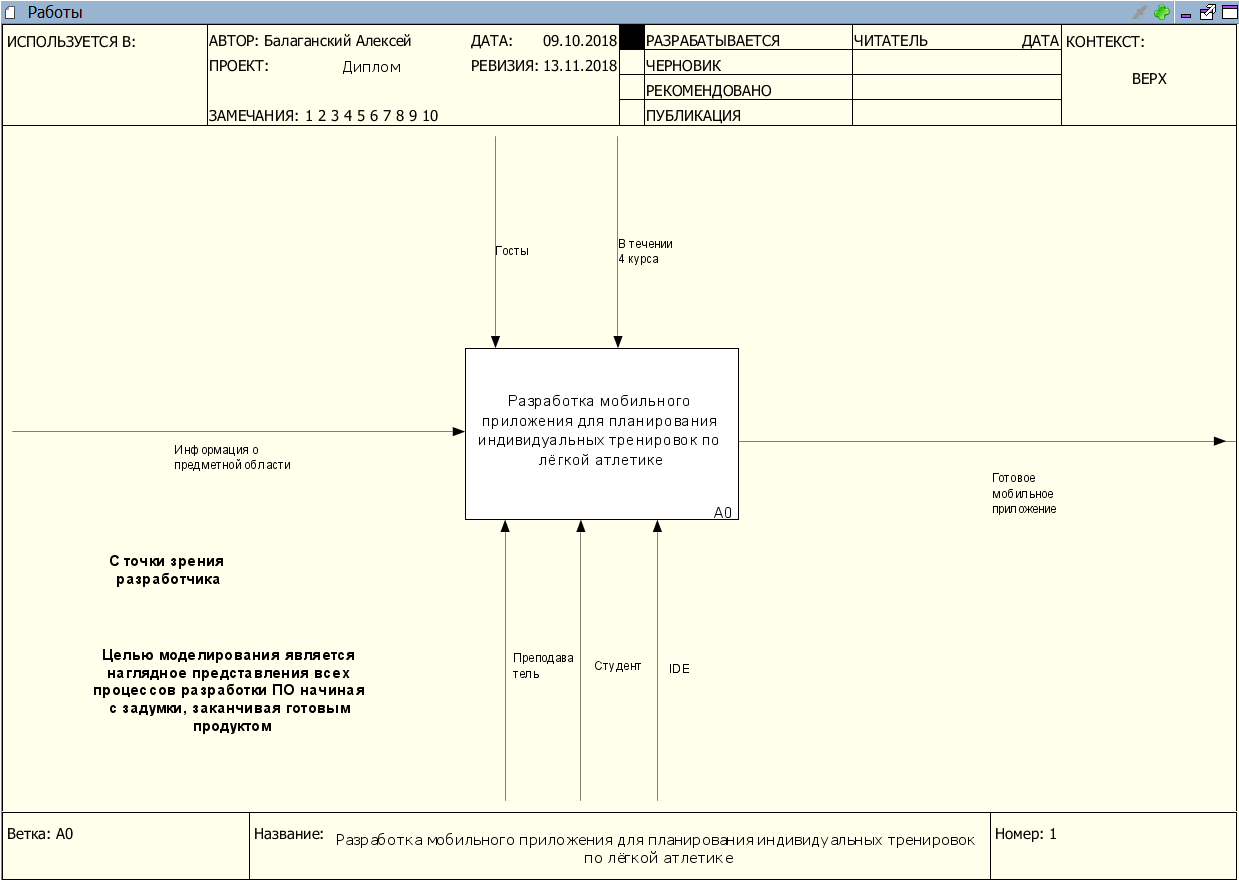 Работы
ИСПОЛЬЗУЕТСЯ В:
АВТОР: Балаганский Алексей
ДАТА: 09.10.2018
ПРОЕКТ: Диплом
РЕВИЗИЯ: 13.11.2018
ЗАМЕЧАНИЯ: 1 2 3 4 5 6 7 8 9 10
РАЗРАБАТЫВАЕТСЯ
ЧЕРНОВИК
РЕКОМЕНДОВАНО
ПУБЛИКАЦИЯ
ЧИТАТЕЛЬ ДАТА
КОНТЕКСТ:
ВЕРХ
Госты
В течении
4 курса
Разработка мобильного
приложения для планирования
индивидуальных тренировок по
лёгкой атлетике
A0
Информация о
предметной области
Готовое
мобильное
приложение
С точки зрения
разработчика
Целью моделирования является
наглядное представления всех
процессов разработки ПО начиная
с задумки, заканчивая готовым
продуктом
Преподава
тель
Студент
IDE
Ветка: A0
Название: Разработка мобильного приложения для планирования индивидуальных тренировок
по лёгкой атлетике
Номер: 1